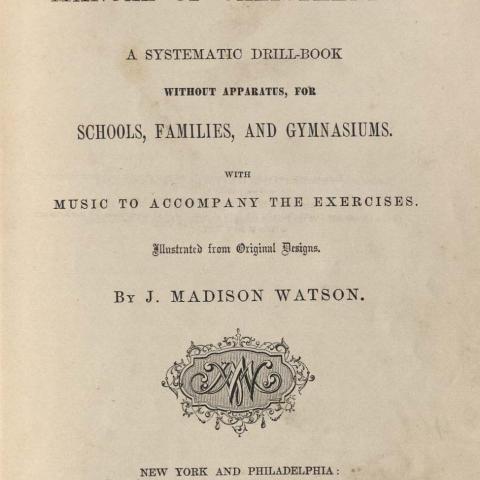 A SYSTEMATIC DRILL-BOOK
WITHOUT APPARATUS, FOR
SCHOOLS, FAMILIES, AND GYMNASIUMS.
WITH
MUSIC TO ACCOMPANY THE EXERCISES.
Illustrated from Original Designs.
BY J. MADISON WATSON.
NEW YORK AND PHILADELPHIA: